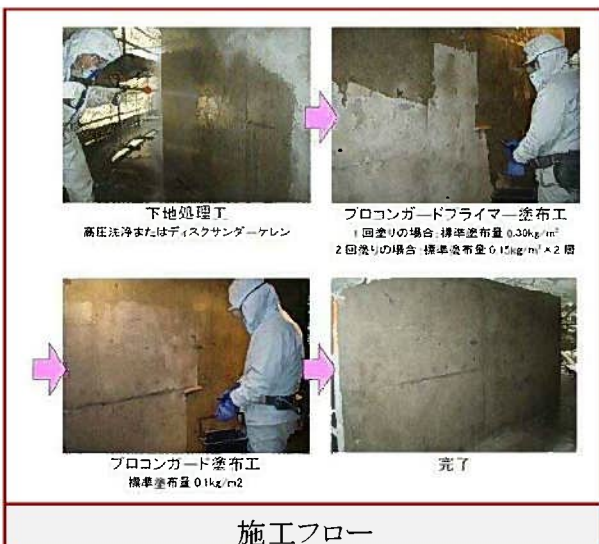 下地処理工
高圧洗浄またはディスクサンダーケレン
プロコンガードプライマー塗布工
1回塗りの場合:標準塗布量0.30kg/m²
2回塗りの場合:標準塗布量0.15kg/m²×2層
プロコンガード塗布工
標準塗布量0.1kg/m2
完了
施工フロー